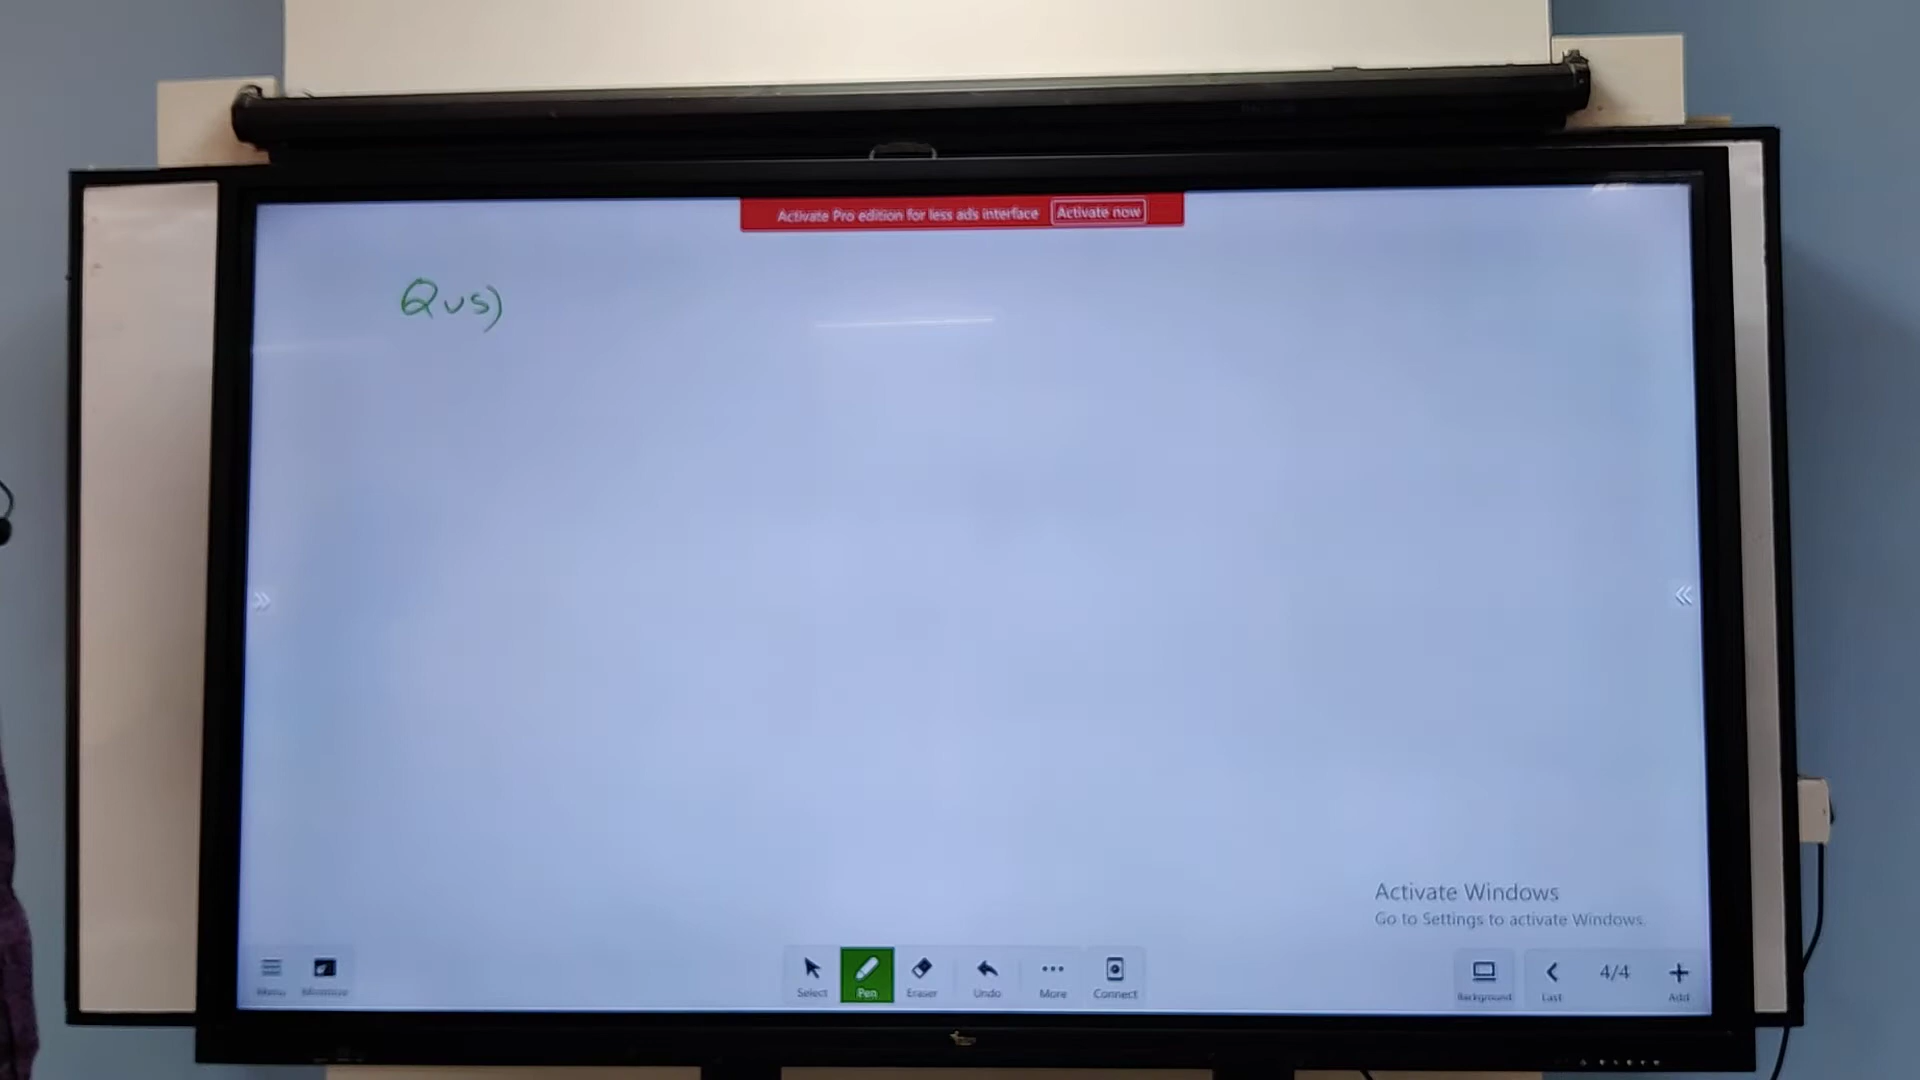 Activate Pro edition for less ads interface Activate now
Qus)
Activate Windows
Go to Settings to activate Windows.
Menu Minimize Select Pen Eraser Undo More Connect Background Last 4/4 Add